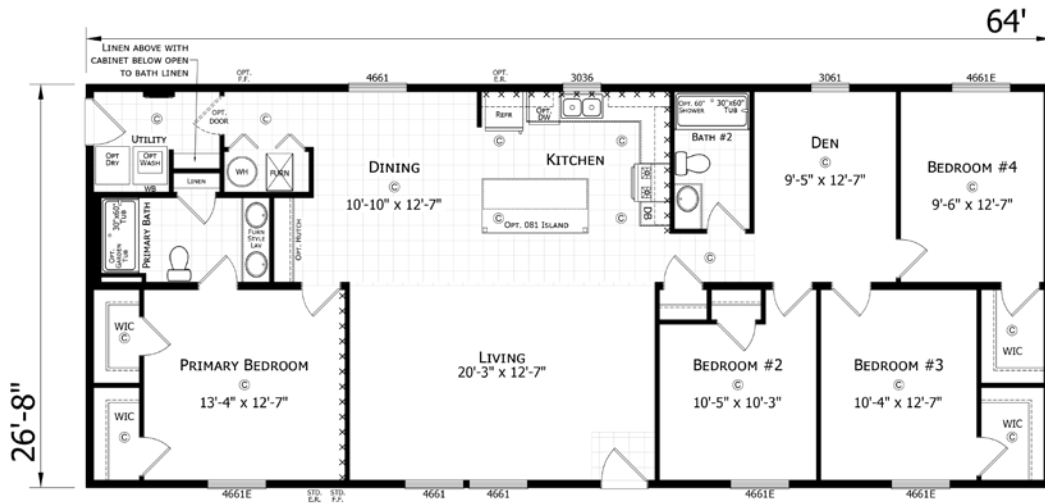 64'
26'-8"
LINEN ABOVE WITH
CABINET BELOW OPEN
TO BATH LINEN
OPT.
F.F.
4661
OPT.
E.R.
3036
3061
4661E
OPT.
DOOR
©
©
UTILITY
OPT
DRY
OPT
WASH
WB
LINEN
WH
FURN
DINING
©
10'-10" x 12'-7"
REFR
OPT.
DW
©
©
KITCHEN
©
©
OPT. 081 ISLAND
DB
OPT. 60"
SHOWER
30"x60"
TUB
BATH #2
©
DEN
©
9'-5" x 12'-7"
BEDROOM #4
©
9'-6" x 12'-7"
30"x60"
TUB
OPT.
GARDEN
TUB
PRIMARY BATH
©
FURN
STYLE
LAV
OPT. HUTCH
WIC
©
WIC
©
PRIMARY BEDROOM
©
13'-4" x 12'-7"
LIVING
20'-3" x 12'-7"
BEDROOM #2
©
10'-5" x 10'-3"
BEDROOM #3
©
10'-4" x 12'-7"
©
WIC
WIC
©
4661E
STD.
E.R.
STD.
F.F.
4661
4661
4661E
4661E